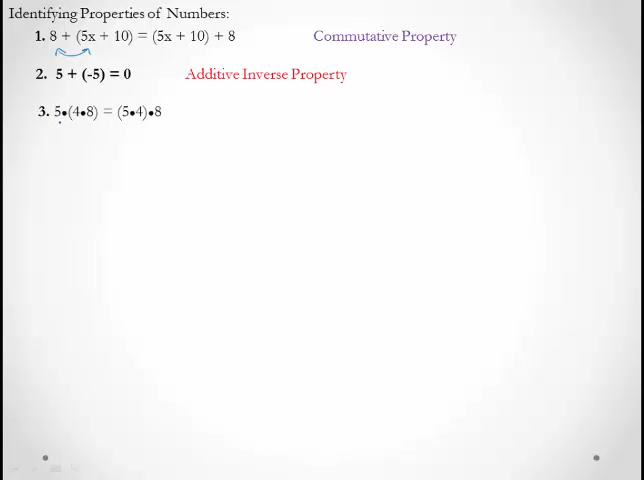 Identifying Properties of Numbers:
1. 8 + (5x + 10) = (5x + 10) + 8 Commutative Property
2. 5 + (-5) = 0 Additive Inverse Property
3. 5•(4•8) = (5•4)•8